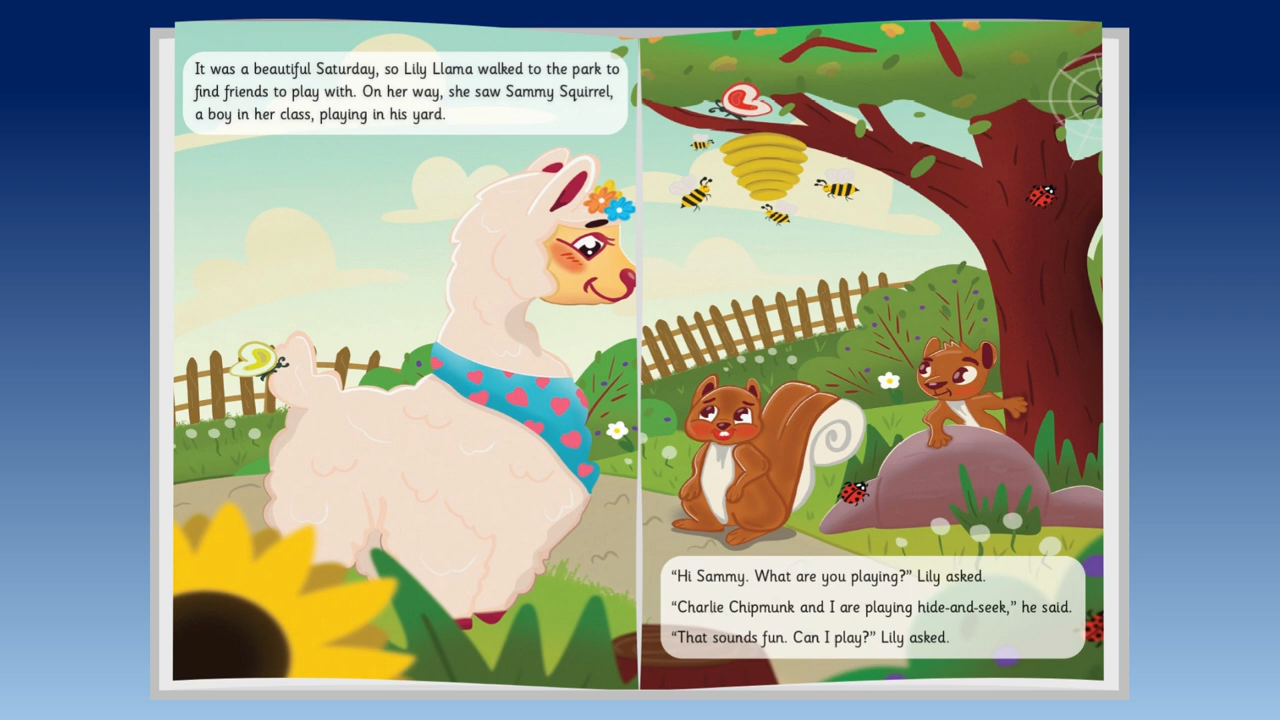 It was a beautiful Saturday, so Lily Llama walked to the park to
find friends to play with. On her way, she saw Sammy Squirrel,
a boy in her class, playing in his yard.
“Hi Sammy. What are you playing?” Lily asked.
“Charlie Chipmunk and I are playing hide-and-seek,” he said.
“That sounds fun. Can I play?” Lily asked.